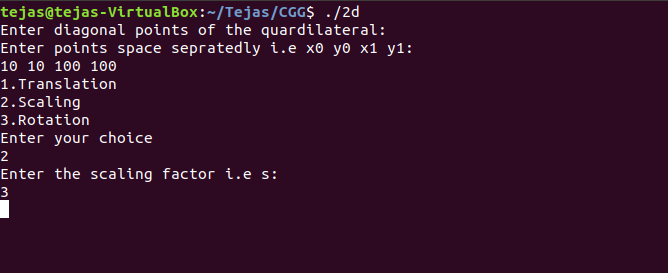 tejas@tejas-VirtualBox:~/Tejas/CGG$ ./2d
Enter diagonal points of the quardilateral:
Enter points space sepratedly i.e x0 y0 x1 y1:
10 10 100 100
1.Translation
2.Scaling
3.Rotation
Enter your choice
2
Enter the scaling factor i.e s:
3